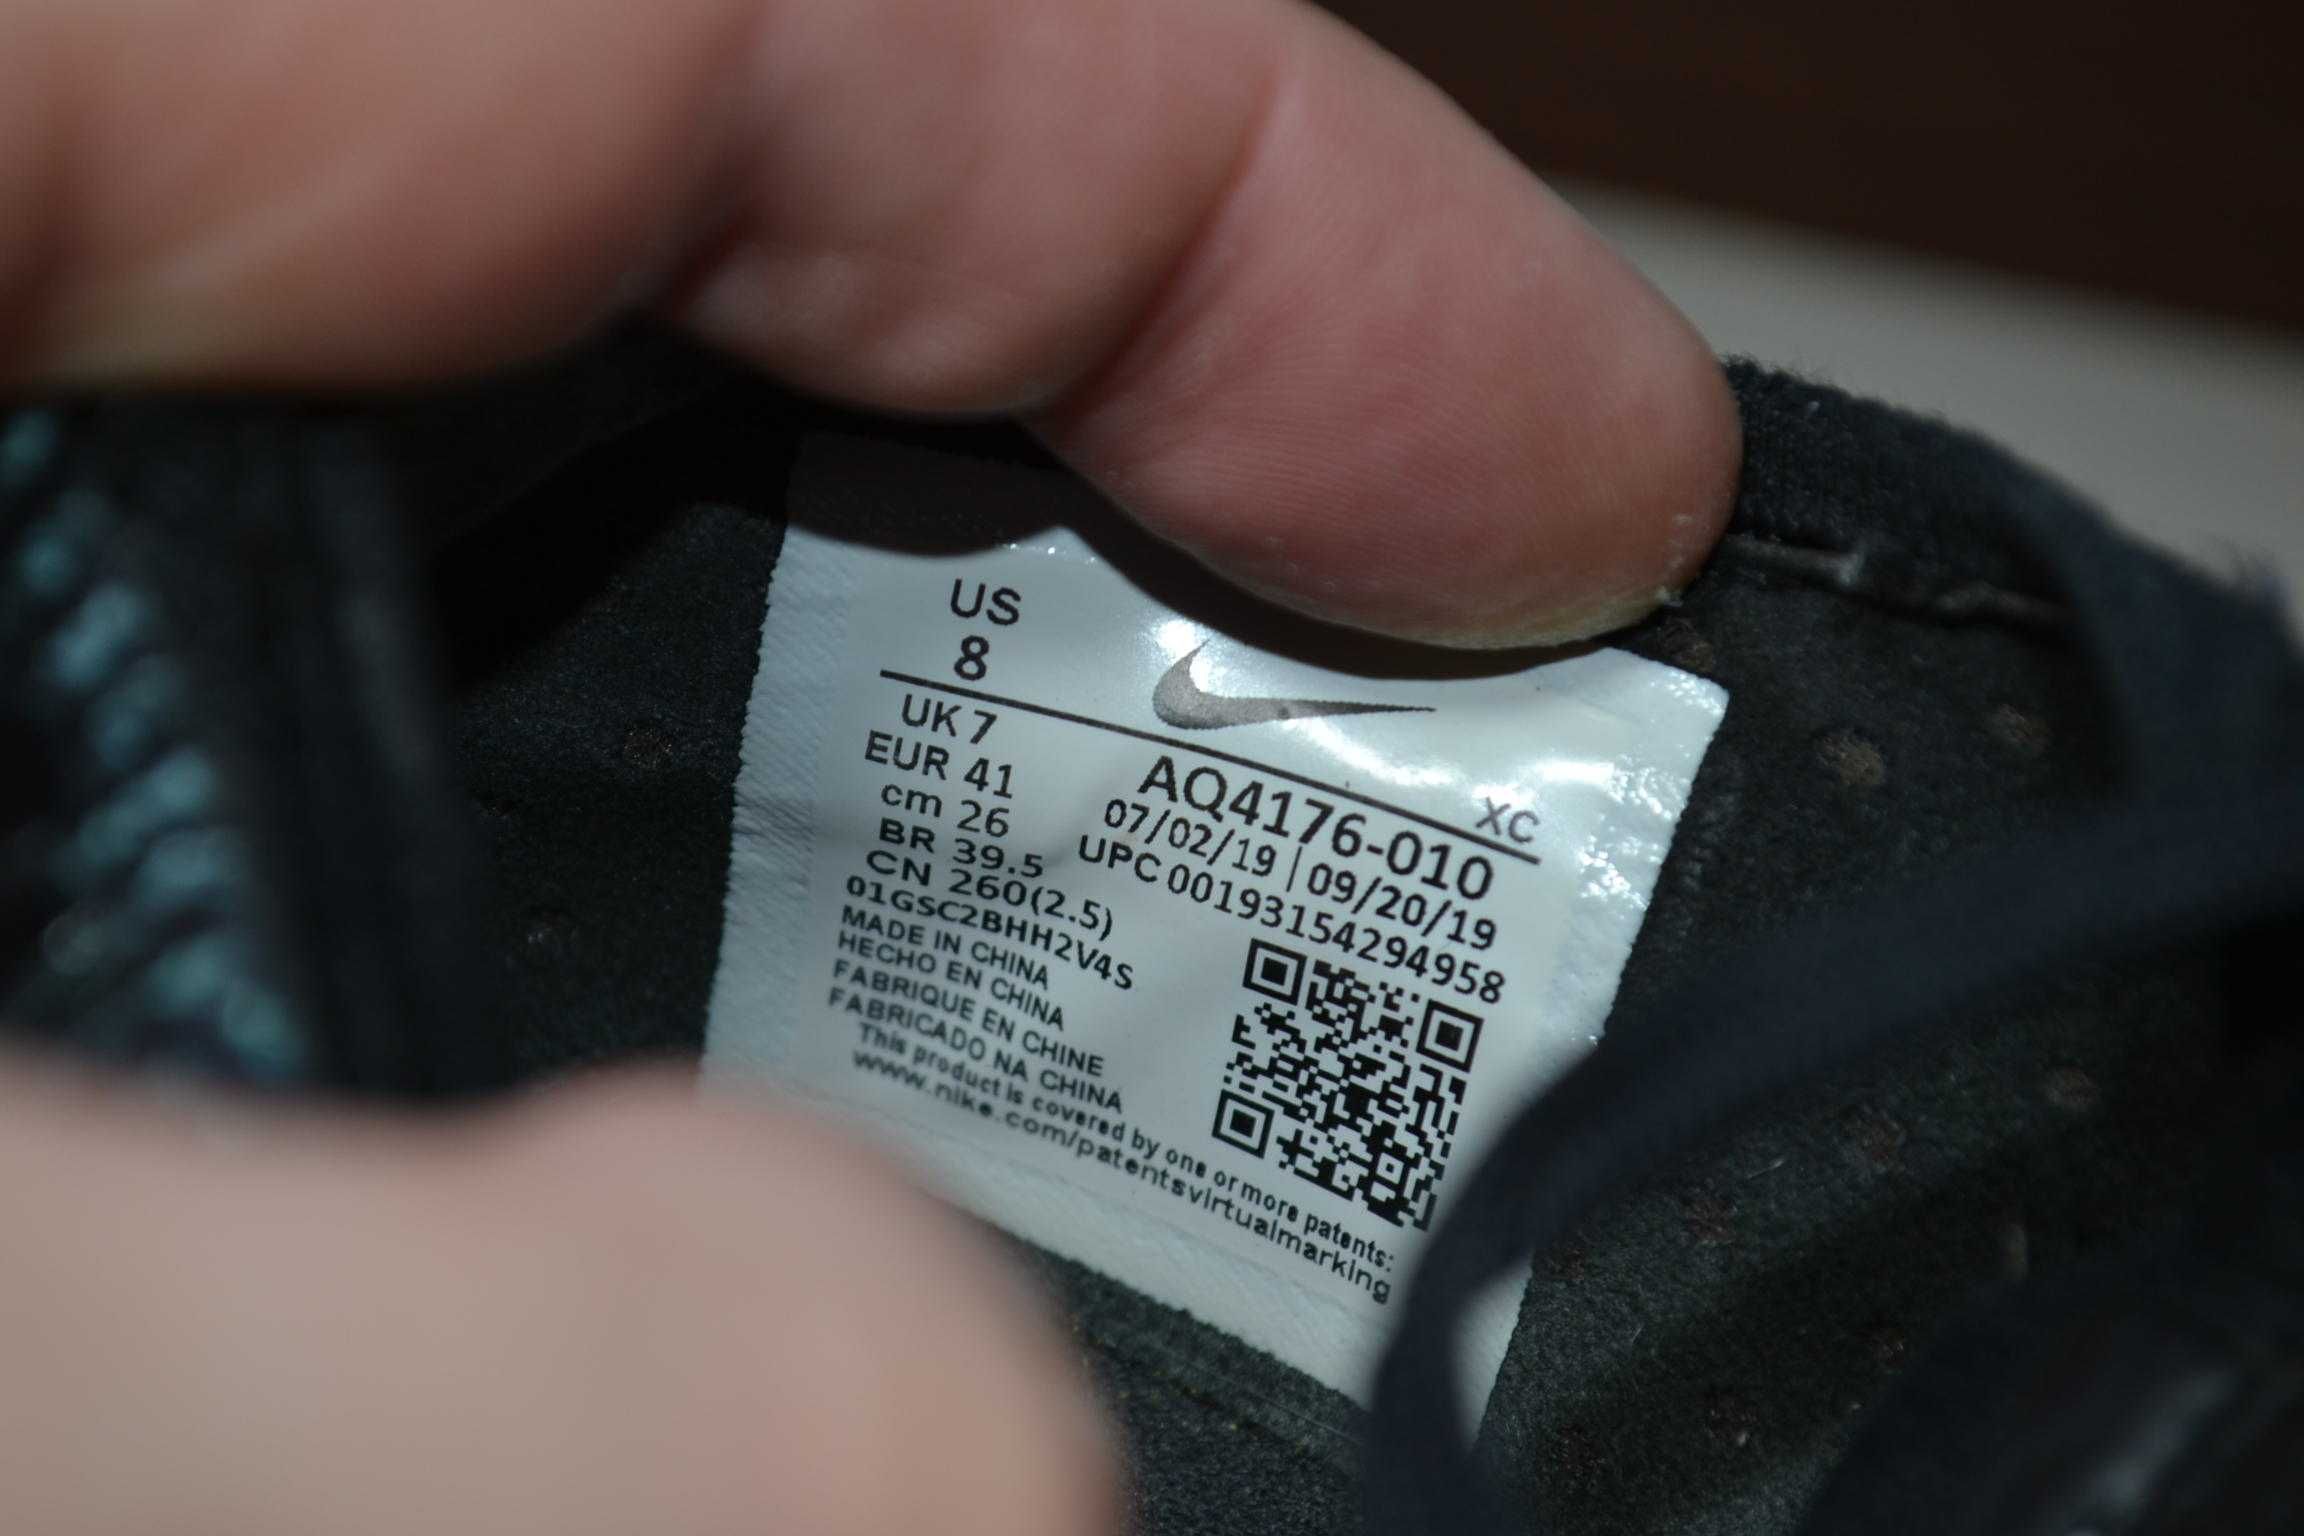 US
8
UK 7
EUR 41
cm 26
BR 39.5
CN 260(2.5)
01GSC2BHH2V4S
MADE IN CHINA
HECHO EN CHINA
FABRIQUE EN CHINE
FABRICADO NA CHINA
This product is covered by one or more patents:
www.nike.com/patentsvirtualmarking
XC
AQ4176-010
07/02/19 | 09/20/19
UPC 00193154294958